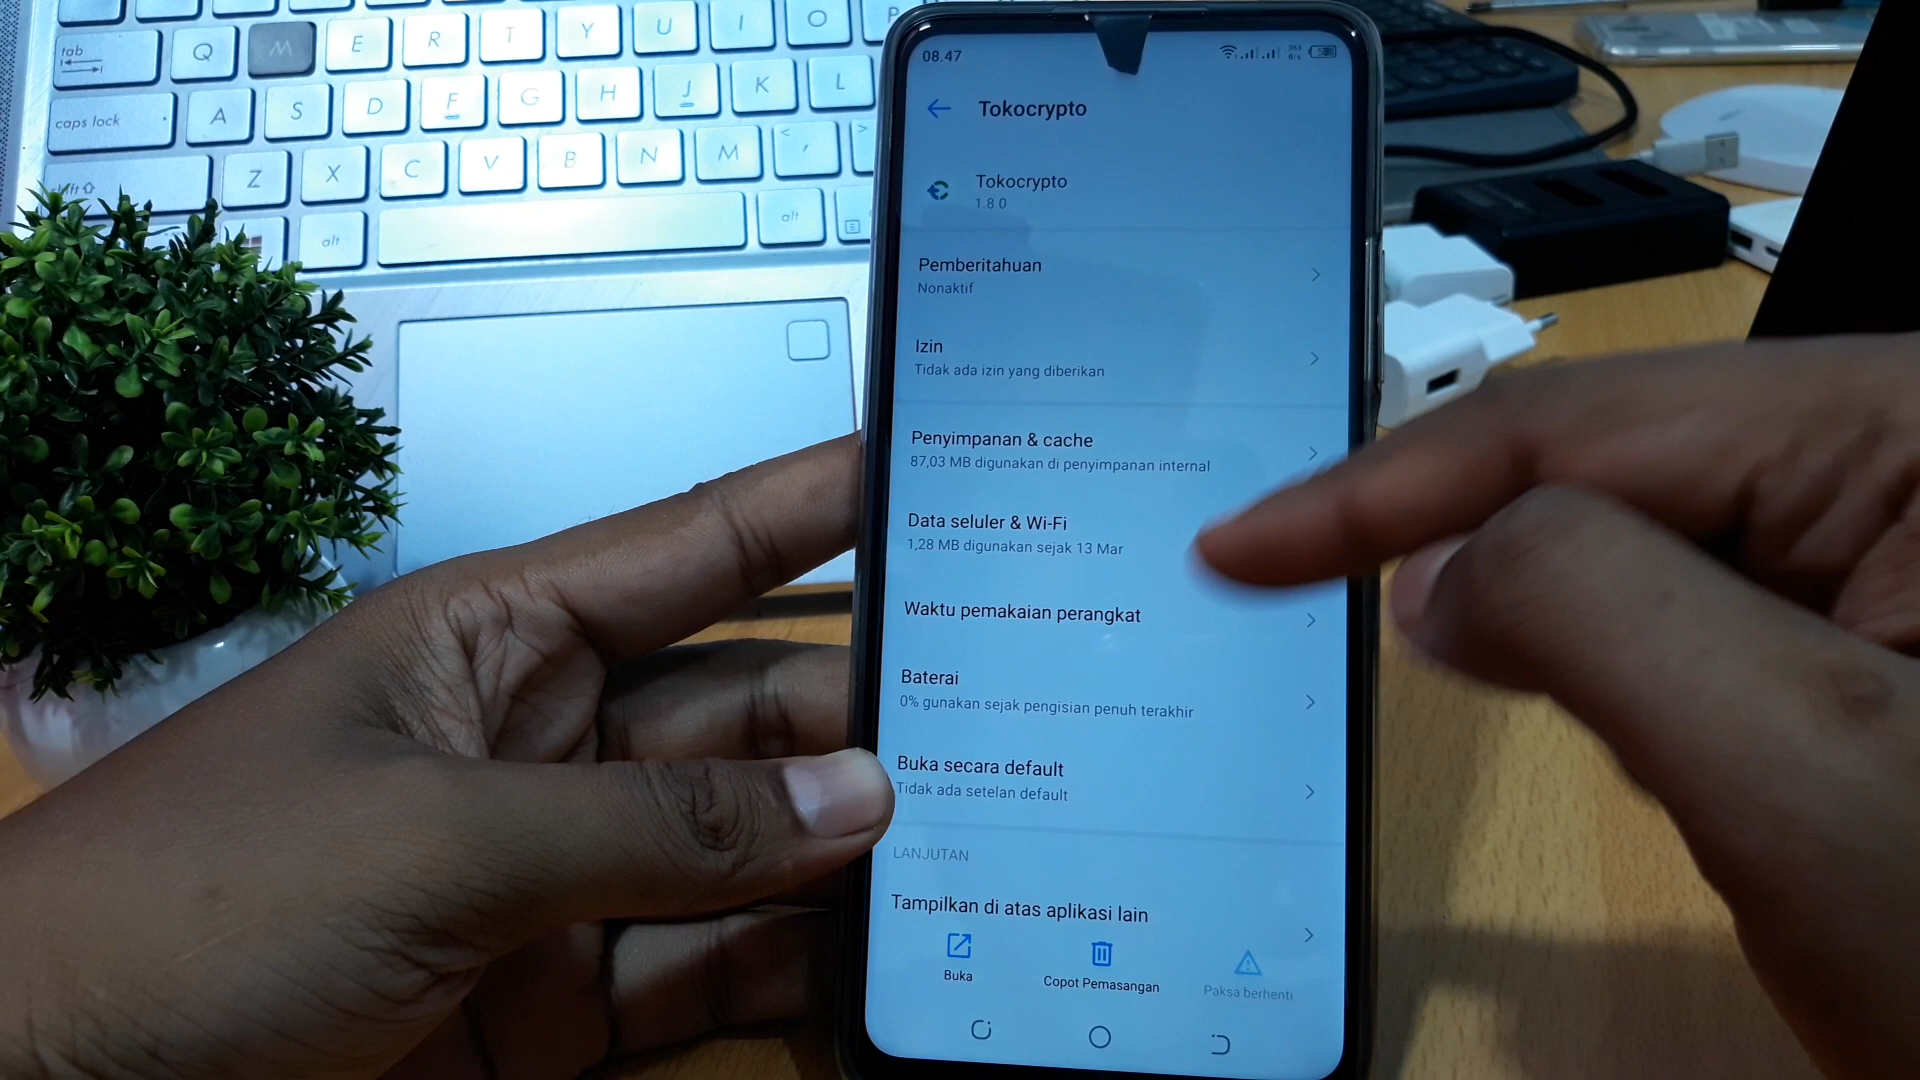 tab
Q
W
E
R
T
Y
U
I
O
P
caps lock
A
S
D
F
G
H
J
K
L
Z
X
C
V
B
N
M
<
,
>
alt
alt
08.47
363
B/s
Tokocrypto
Tokocrypto
1.8.0
Pemberitahuan
Nonaktif
Izin
Tidak ada izin yang diberikan
Penyimpanan & cache
87,03 MB digunakan di penyimpanan internal
Data seluler & Wi-Fi
1,28 MB digunakan sejak 13 Mar
Waktu pemakaian perangkat
Baterai
0% gunakan sejak pengisian penuh terakhir
Buka secara default
Tidak ada setelan default
LANJUTAN
Tampilkan di atas aplikasi lain
Buka
Copot Pemasangan
Paksa berhenti